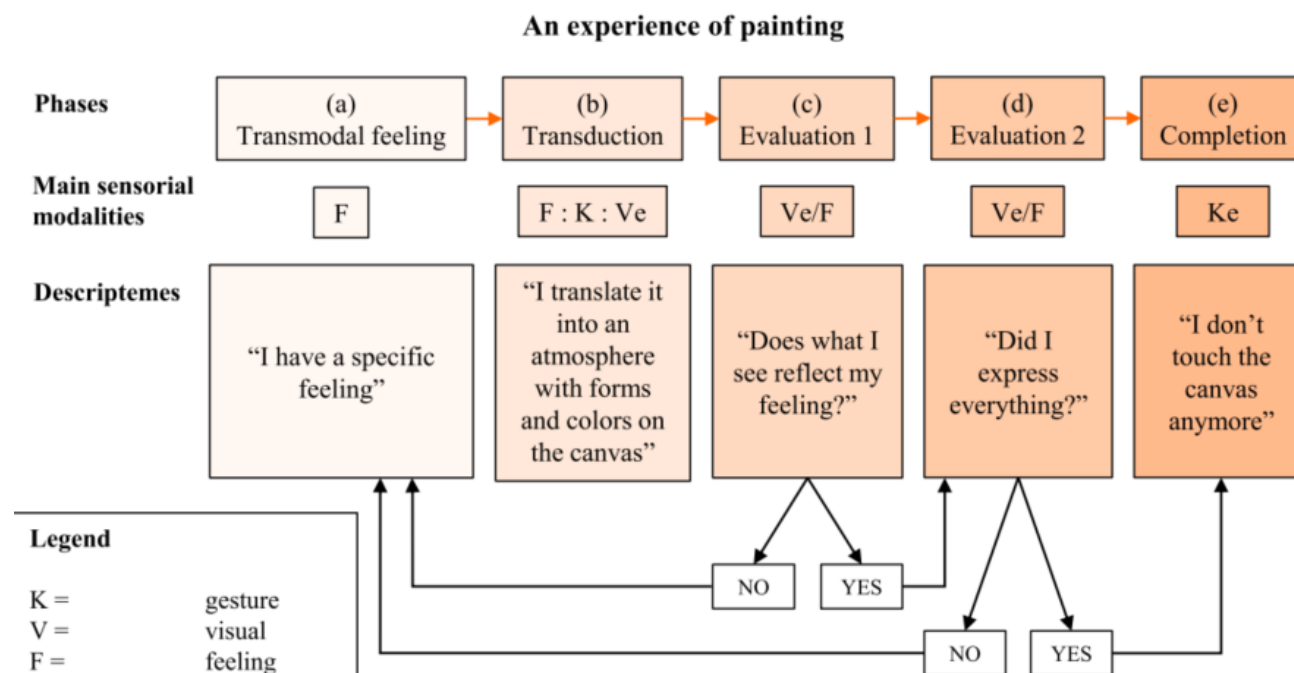 An experience of painting
Phases
(a)
Transmodal feeling
(b)
Transduction
(c)
Evaluation 1
(d)
Evaluation 2
(e)
Completion
Main sensorial
modalities
F
F : K : Ve
Ve/F
Ve/F
Ke
Descriptemes
“I have a specific
feeling”
“I translate it
into an
atmosphere
with forms
and colors on
the canvas”
“Does what I
see reflect my
feeling?”
“Did I
express
everything?”
“I don’t
touch the
canvas
anymore”
NO
YES
NO
YES
Legend
K = gesture
V = visual
F = feeling